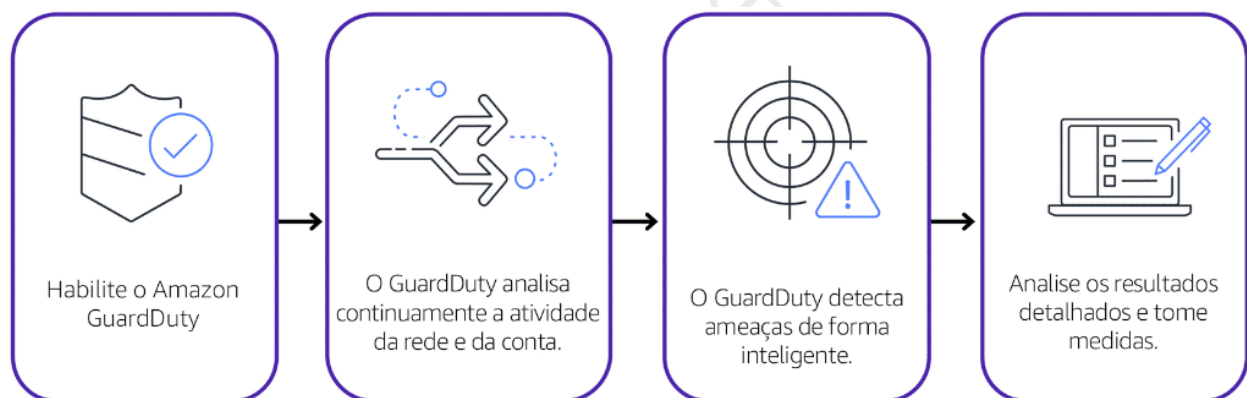 Habilite o Amazon
GuardDuty
O GuardDuty analisa
continuamente a atividade
da rede e da conta.
O GuardDuty detecta
ameaças de forma
inteligente.
Analise os resultados
detalhados e tome
medidas.